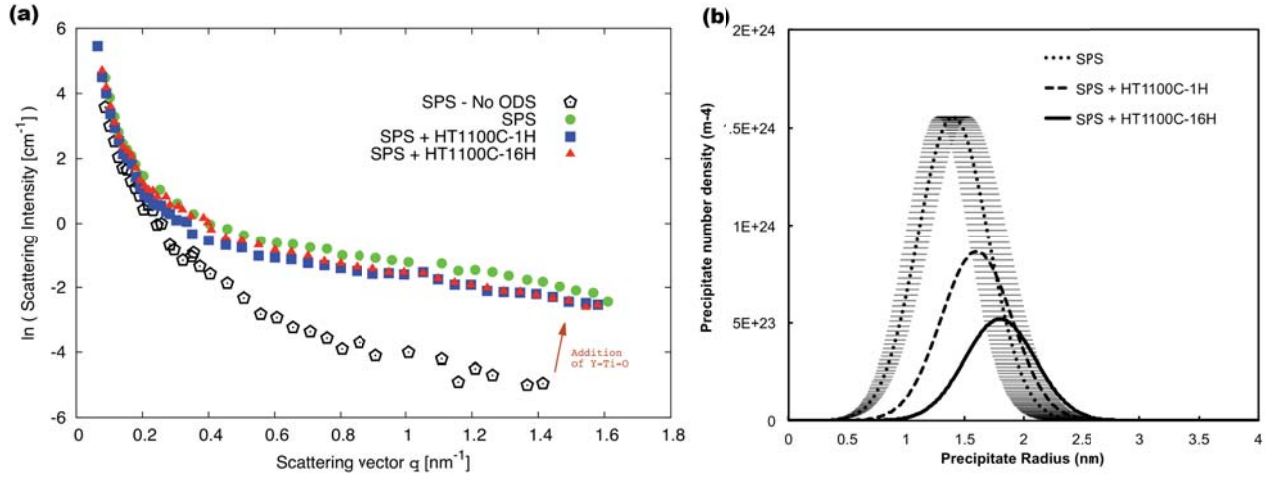 (a)
6
4
2
0
-2
-4
-6
ln ( Scattering Intensity [cm-1] )
SPS - No ODS
SPS
SPS + HT1100C-1H
SPS + HT1100C-16H
Addition
of Y-Ti-O
0 0.2 0.4 0.6 0.8 1.0 1.2 1.4 1.6 1.8
Scattering vector q [nm-1]
(b)
2E+24
.5E+24
1E+24
5E+23
0
Precipitate number density (m-4)
SPS
SPS + HT1100C-1H
SPS + HT1100C-16H
0 0.5 1 1.5 2 2.5 3 3.5 4
Precipitate Radius (nm)